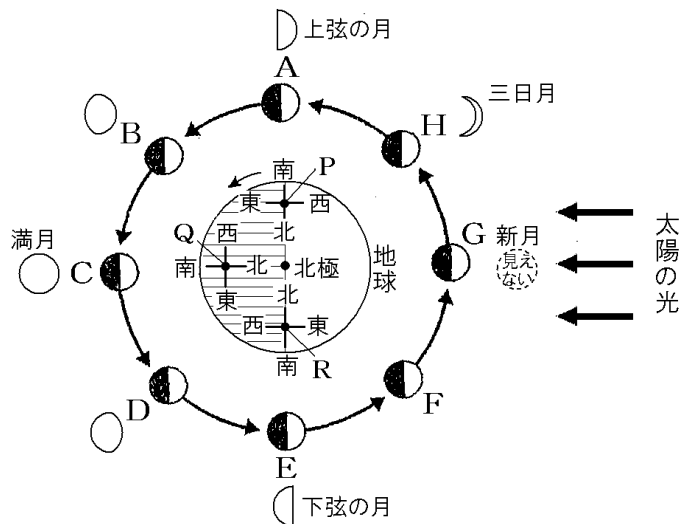 上弦の月
A
三日月
H
B
南
P
東
西
北
Q
西
南
北
東
北極
北
西
東
南
R
地球
満月
C
G
新月
見えない
太陽の光
D
F
E
下弦の月